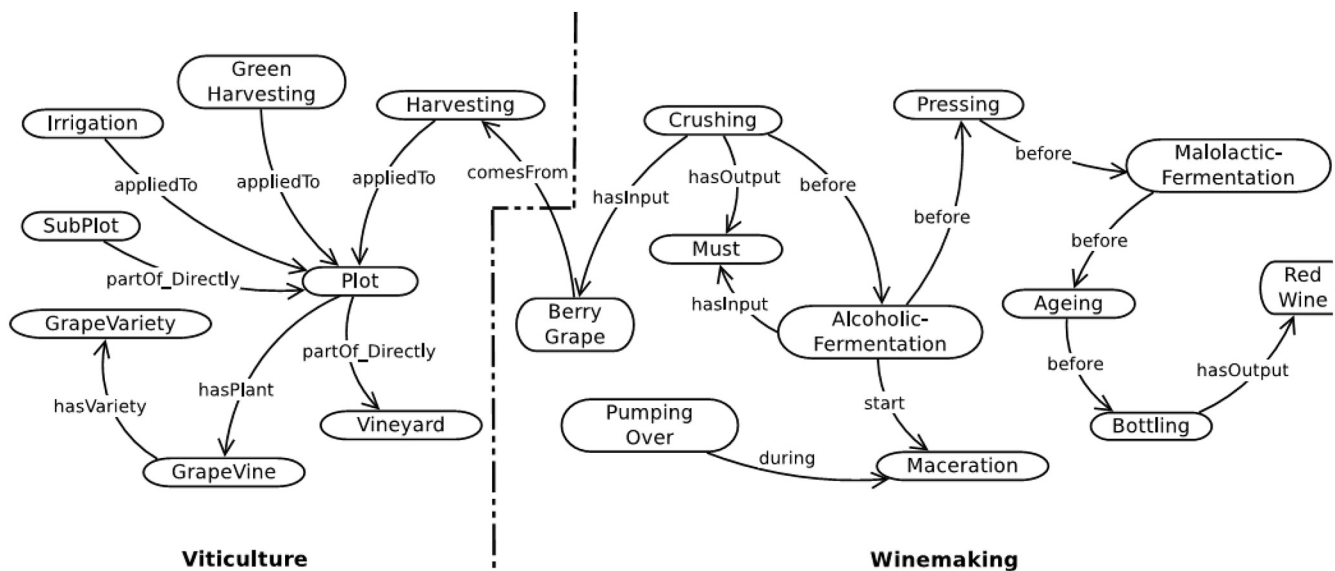 Green
Harvesting
Harvesting
Irrigation
appliedTo
appliedTo
appliedTo
comesFrom
SubPlot
partOf_Directly
Plot
GrapeVariety
partOf_Directly
hasPlant
hasVariety
Vineyard
GrapeVine
Viticulture
Crushing
Pressing
before
Malolactic-
Fermentation
hasInput
hasOutput
before
before
before
Must
hasInput
Berry
Grape
Alcoholic-
Fermentation
Ageing
Red
Wine
before
hasOutput
start
Bottling
Pumping
Over
during
Maceration
Winemaking